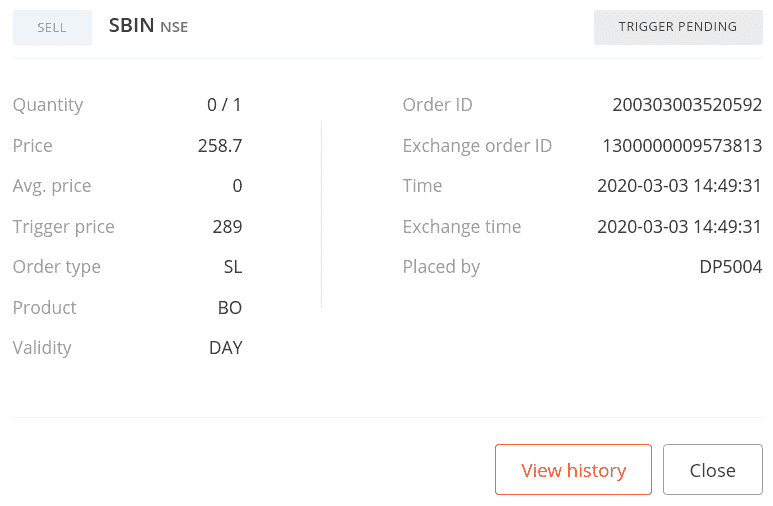 SELL SBIN NSE TRIGGER PENDING
Quantity 0 / 1
Price 258.7
Avg. price 0
Trigger price 289
Order type SL
Product BO
Validity DAY
Order ID 200303003520592
Exchange order ID 1300000009573813
Time 2020-03-03 14:49:31
Exchange time 2020-03-03 14:49:31
Placed by DP5004
View history Close